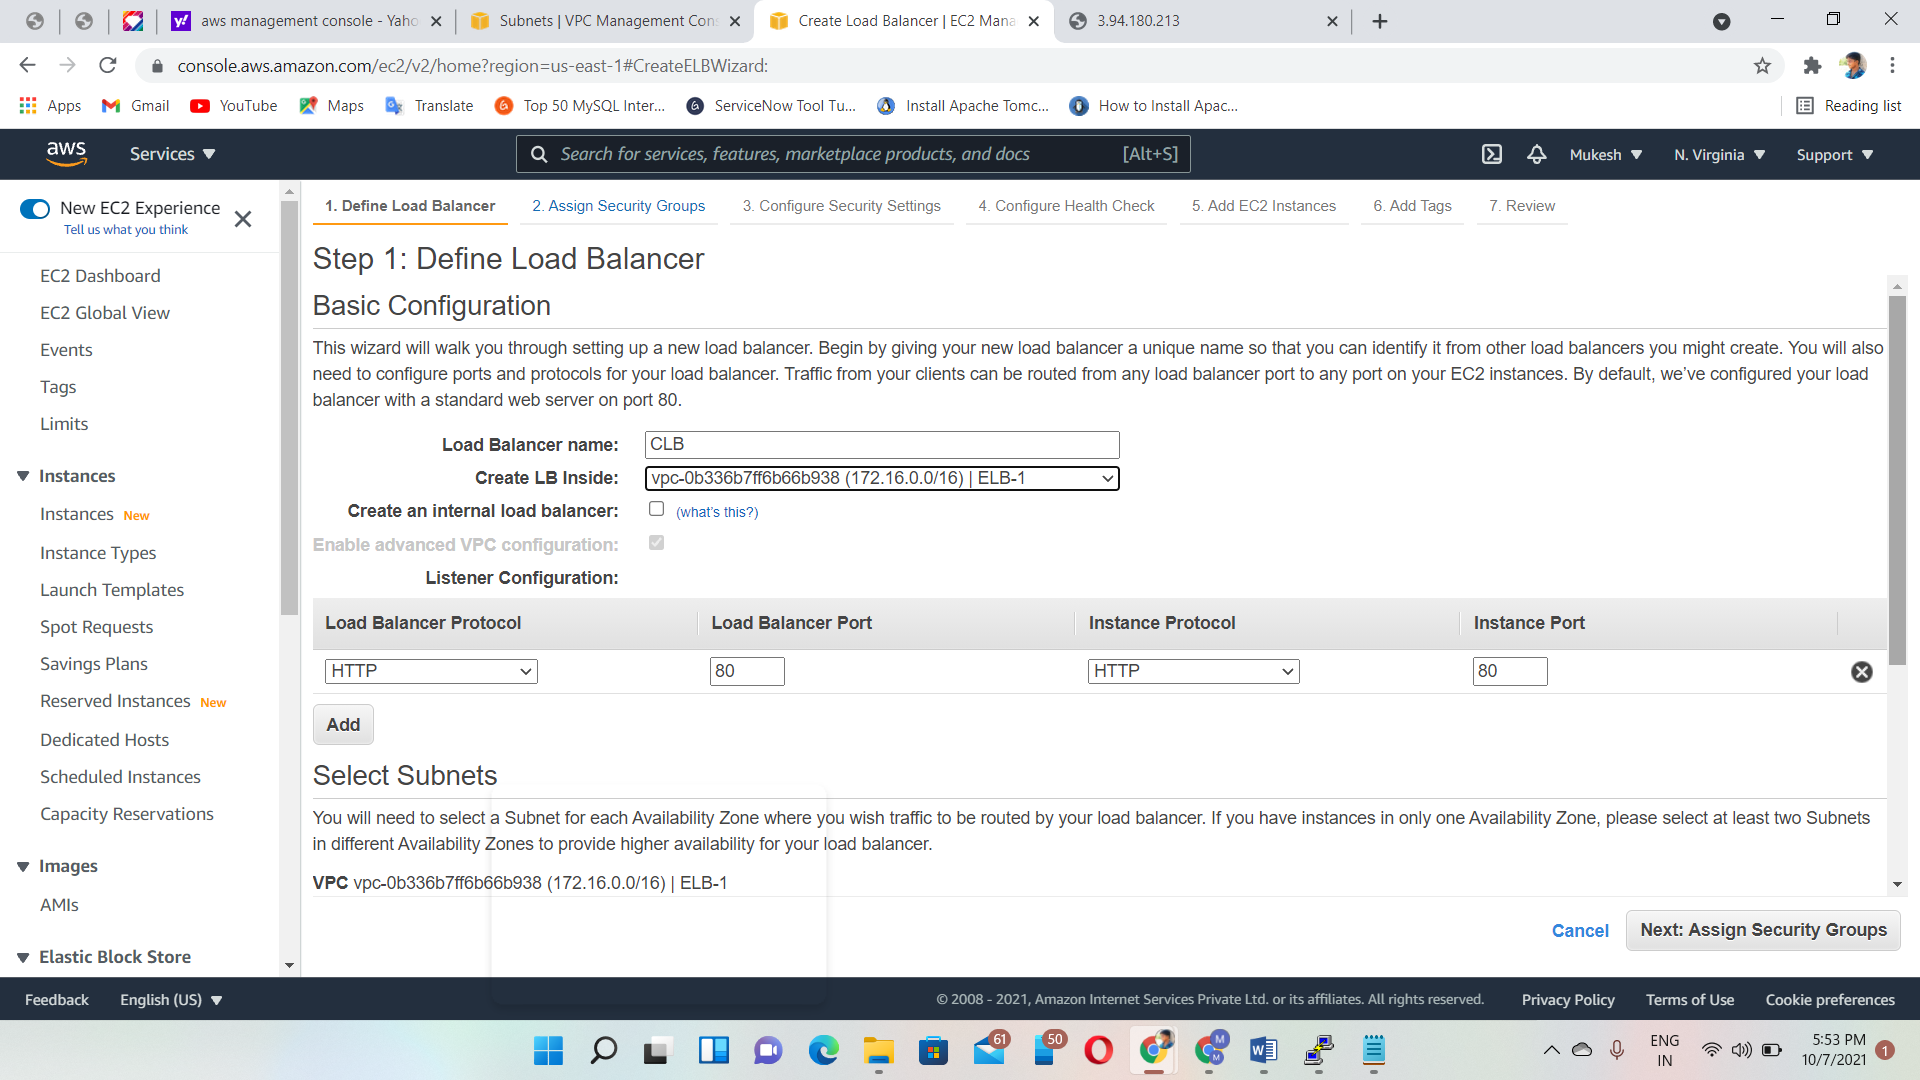 aws management console - Yaho
Subnets | VPC Management Con
Create Load Balancer | EC2 Mana
3.94.180.213
console.aws.amazon.com/ec2/v2/home?region=us-east-1#CreateELBWizard:
Apps
Gmail
YouTube
Maps
Translate
Top 50 MySQL Inter...
ServiceNow Tool Tu...
Install Apache Tomc...
How to Install Apac...
Reading list
aws
Services
Search for services, features, marketplace products, and docs
[Alt+S]
Mukesh
N. Virginia
Support
New EC2 Experience
Tell us what you think
EC2 Dashboard
EC2 Global View
Events
Tags
Limits
Instances
Instances New
Instance Types
Launch Templates
Spot Requests
Savings Plans
Reserved Instances New
Dedicated Hosts
Scheduled Instances
Capacity Reservations
Images
AMIs
Elastic Block Store
1. Define Load Balancer
2. Assign Security Groups
3. Configure Security Settings
4. Configure Health Check
5. Add EC2 Instances
6. Add Tags
7. Review
Step 1: Define Load Balancer
Basic Configuration
This wizard will walk you through setting up a new load balancer. Begin by giving your new load balancer a unique name so that you can identify it from other load balancers you might create. You will also
need to configure ports and protocols for your load balancer. Traffic from your clients can be routed from any load balancer port to any port on your EC2 instances. By default, we've configured your load
balancer with a standard web server on port 80.
Load Balancer name: CLB
Create LB Inside: vpc-0b336b7ff6b66b938 (172.16.0.0/16) | ELB-1
Create an internal load balancer: (what's this?)
Enable advanced VPC configuration:
Listener Configuration:
Load Balancer Protocol
Load Balancer Port
Instance Protocol
Instance Port
HTTP
80
HTTP
80
Add
Select Subnets
You will need to select a Subnet for each Availability Zone where you wish traffic to be routed by your load balancer. If you have instances in only one Availability Zone, please select at least two Subnets
in different Availability Zones to provide higher availability for your load balancer.
VPC vpc-0b336b7ff6b66b938 (172.16.0.0/16) | ELB-1
Cancel
Next: Assign Security Groups
Feedback
English (US)
© 2008 - 2021, Amazon Internet Services Private Ltd. or its affiliates. All rights reserved.
Privacy Policy
Terms of Use
Cookie preferences
61
50
M
M
ENG
IN
5:53 PM
10/7/2021
1